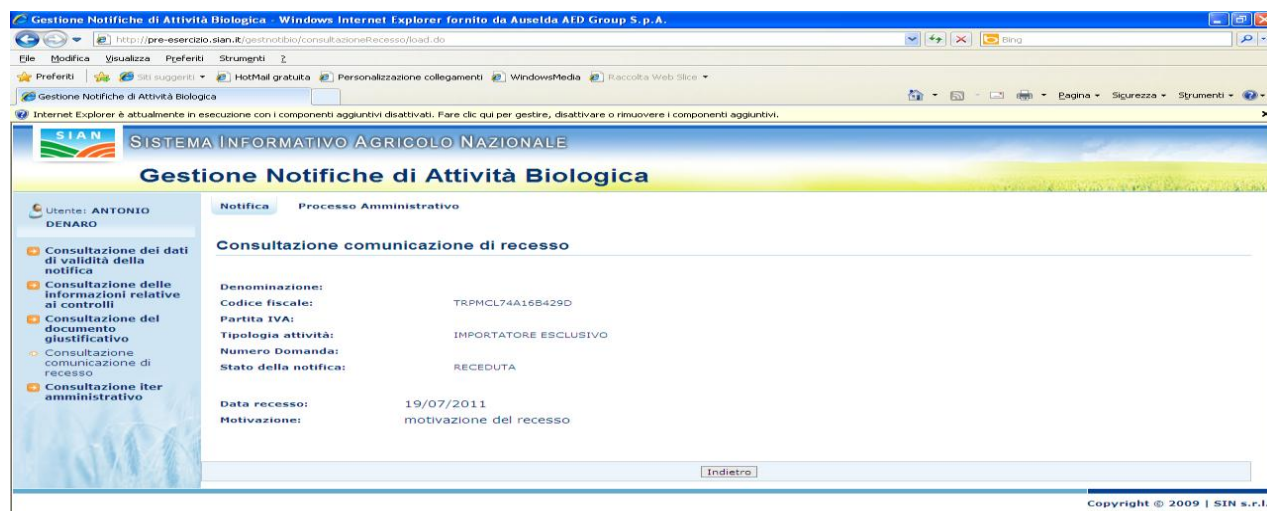 Gestione Notifiche di Attività Biologica - Windows Internet Explorer fornito da Auselda AED Group S.p.A.
http://pre-esercizio.sian.it/gestnotibio/consultazioneRecesso/load.do
Bing
File Modifica Visualizza Preferiti Strumenti ?
Preferiti Siti suggeriti HotMail gratuita Personalizzazione collegamenti WindowsMedia Raccolta Web Slice
Gestione Notifiche di Attività Biologica
Pagina Sicurezza Strumenti
Internet Explorer è attualmente in esecuzione con i componenti aggiuntivi disattivati. Fare clic qui per gestire, disattivare o rimuovere i componenti aggiuntivi.
SIAN
SISTEMA INFORMATIVO AGRICOLO NAZIONALE
Gestione Notifiche di Attività Biologica
Utente: ANTONIO
DENARO
Consultazione dei dati
di validità della
notifica
Consultazione delle
informazioni relative
ai controlli
Consultazione del
documento
giustificativo
Consultazione
comunicazione di
recesso
Consultazione iter
amministrativo
Notifica Processo Amministrativo
Consultazione comunicazione di recesso
Denominazione:
Codice fiscale: TRPMCL74A16B429D
Partita IVA:
Tipologia attività: IMPORTATORE ESCLUSIVO
Numero Domanda:
Stato della notifica: RECEDUTA
Data recesso: 19/07/2011
Motivazione: motivazione del recesso
Indietro
Copyright © 2009 | SIN s.r.l.